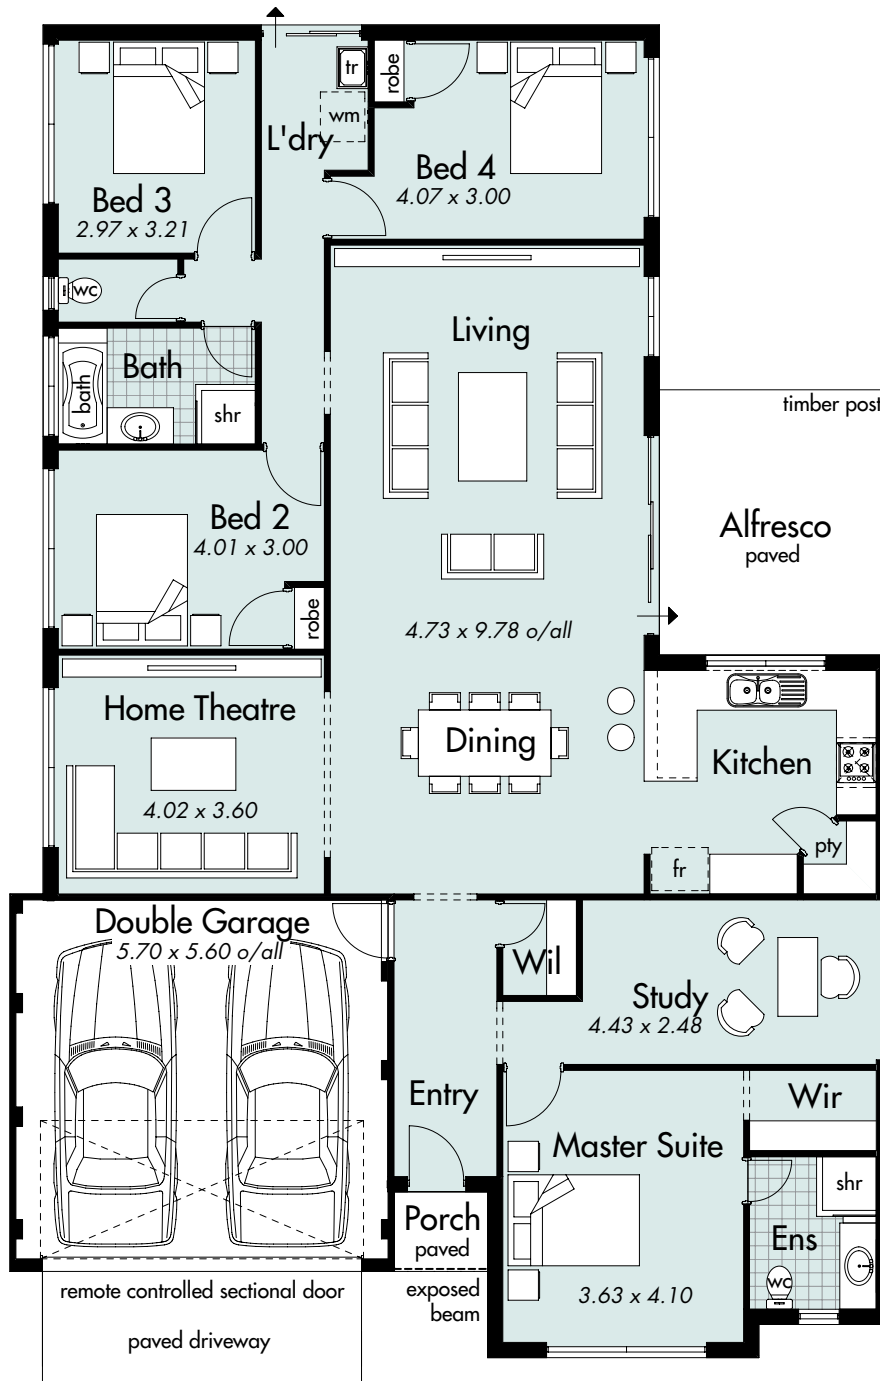 tr
robe
wm
L'dry
Bed 4
4.07 x 3.00
Bed 3
2.97 x 3.21
wc
Living
Bath
bath
shr
timber post
Bed 2
4.01 x 3.00
Alfresco
paved
robe
4.73 x 9.78 o/all
Home Theatre
Dining
Kitchen
4.02 x 3.60
pty
fr
Double Garage
5.70 x 5.60 o/all
Wil
Study
4.43 x 2.48
Entry
Wir
Master Suite
shr
Porch
paved
Ens
wc
3.63 x 4.10
remote controlled sectional door
exposed
beam
paved driveway